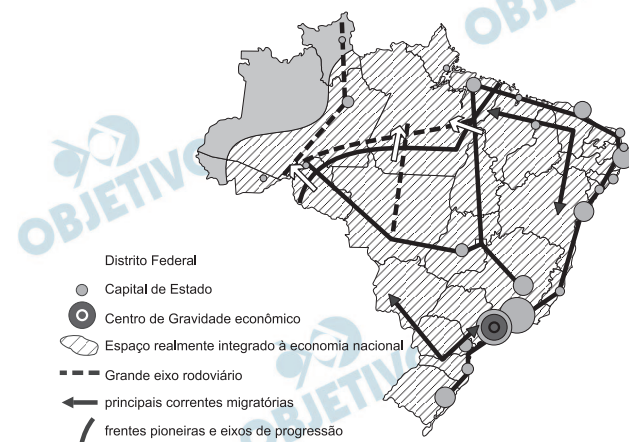 OBJETIVO
OBJETIVO
Distrito Federal
Capital de Estado
Centro de Gravidade econômico
Espaço realmente integrado à economia nacional
Grande eixo rodoviário
principais correntes migratórias
OBJETIVO
frentes pioneiras e eixos de progressão